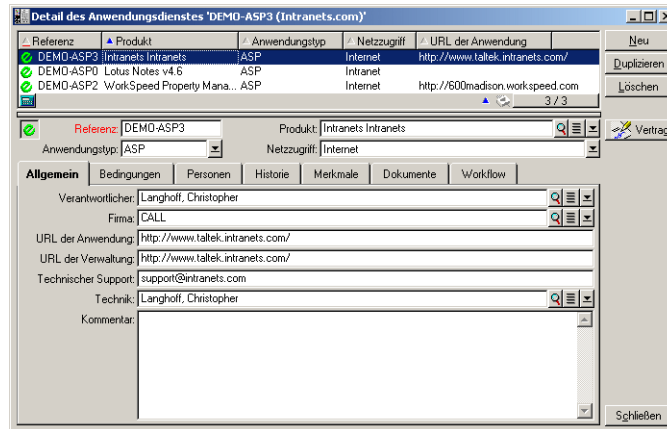 Detail des Anwendungsdienstes 'DEMO-ASP3 (Intranets.com)'
Referenz Produkt Anwendungstyp Netzzugriff URL der Anwendung
DEMO-ASP3 Intranets Intranets ASP Internet http://www.taltek.intranets.com/
DEMO-ASP0 Lotus Notes v4.6 ASP Intranet
DEMO-ASP2 WorkSpeed Property Mana... ASP Internet http://600madison.workspeed.com
3 / 3
Neu
Duplizieren
Löschen
Vertrag
Referenz: DEMO-ASP3 Produkt: Intranets Intranets
Anwendungstyp: ASP Netzzugriff: Internet
Allgemein Bedingungen Personen Historie Merkmale Dokumente Workflow
Verantwortlicher: Langhoff, Christopher
Firma: CALL
URL der Anwendung: http://www.taltek.intranets.com/
URL der Verwaltung: http://www.taltek.intranets.com/
Technischer Support: support@intranets.com
Technik: Langhoff, Christopher
Kommentar:
Schließen